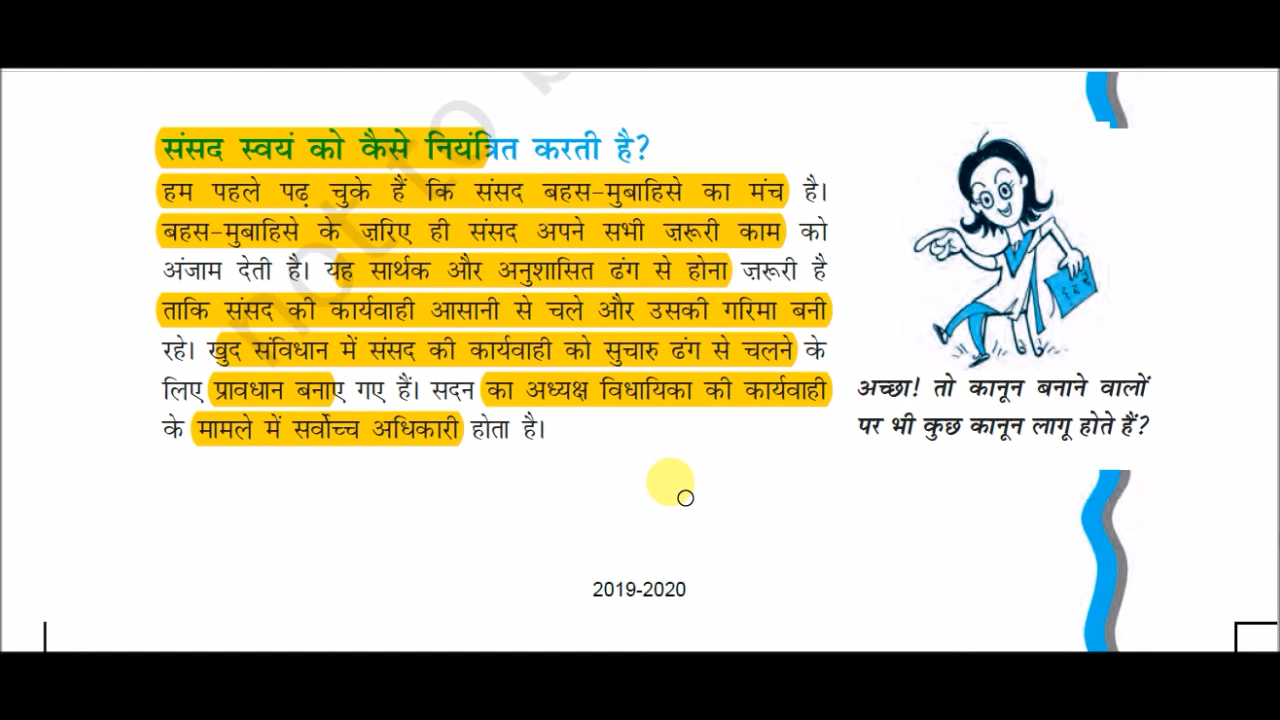 संसद स्वयं को कैसे नियंत्रित करती है?
हम पहले पढ़ चुके हैं कि संसद बहस-मुबाहिसे का मंच है।
बहस-मुबाहिसे के ज़रिए ही संसद अपने सभी ज़रूरी काम को
अंजाम देती है। यह सार्थक और अनुशासित ढंग से होना ज़रूरी है
ताकि संसद की कार्यवाही आसानी से चले और उसकी गरिमा बनी
रहे। खुद संविधान में संसद की कार्यवाही को सुचारु ढंग से चलने के
लिए प्रावधान बनाए गए हैं। सदन का अध्यक्ष विधायिका की कार्यवाही
के मामले में सर्वोच्च अधिकारी होता है।
अच्छा! तो कानून बनाने वालों
पर भी कुछ कानून लागू होते हैं?
not to b
2019-2020